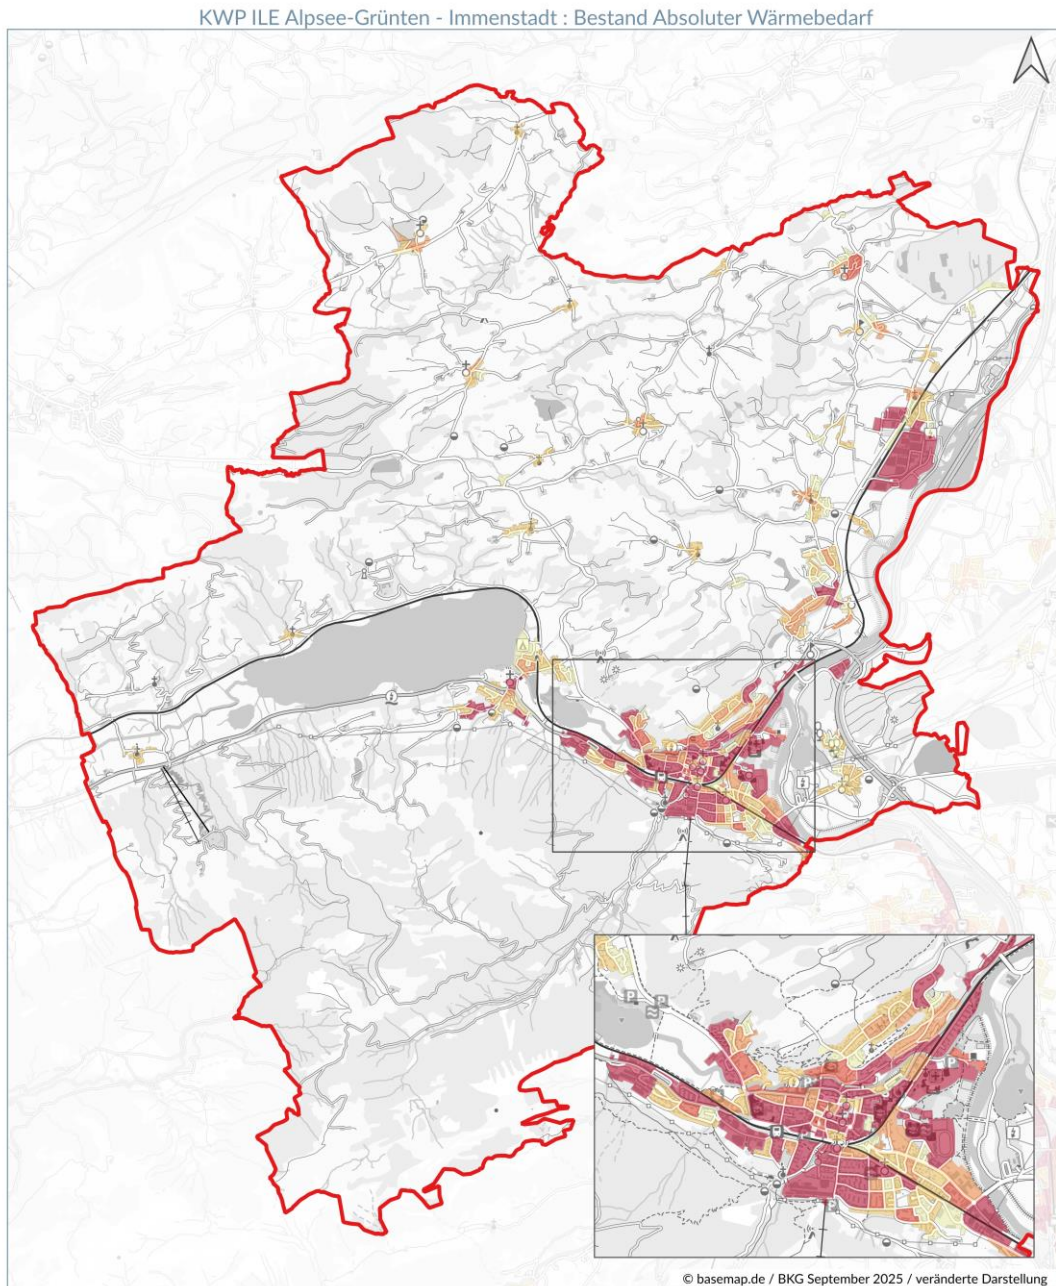 KWP ILE Alpsee-Grünten - Immenstadt : Bestand Absoluter Wärmebedarf
P
P
P
P
P
© basemap.de / BKG September 2025 / veränderte Darstellung